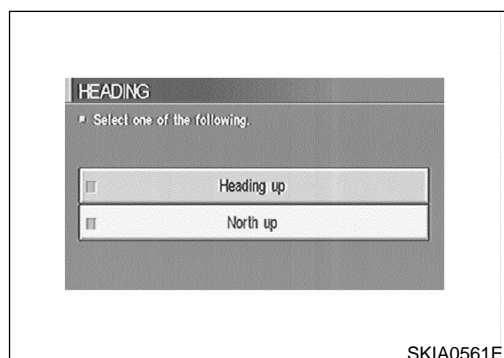 HEADING
Select one of the following.
Heading up
North up
SKIA0561E